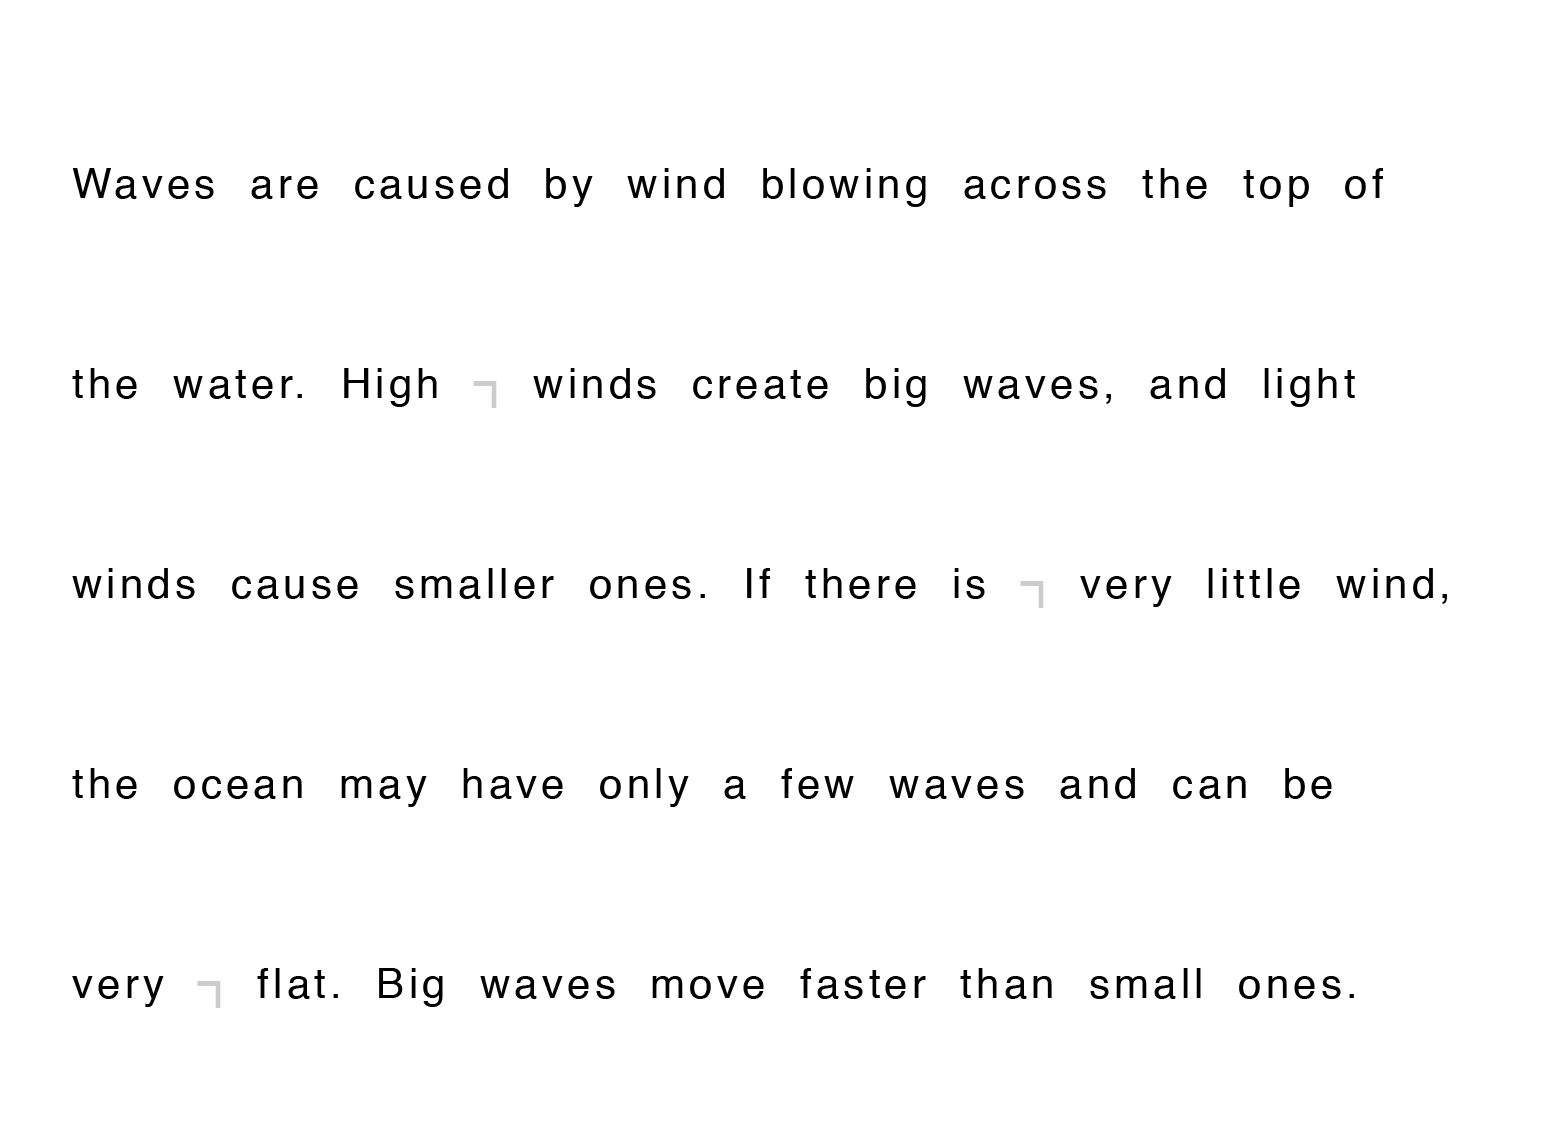 Waves are caused by wind blowing across the top of
the water. High ¬ winds create big waves, and light
winds cause smaller ones. If there is ¬ very little wind,
the ocean may have only a few waves and can be
very ¬ flat. Big waves move faster than small ones.